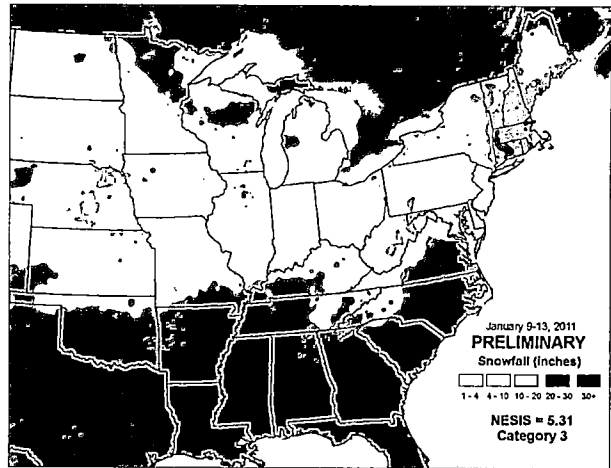 January 9-13, 2011
PRELIMINARY
Snowfall (inches)
1 - 4 4 - 10 10 - 20 20 - 30 30+
NESIS = 5.31
Category 3